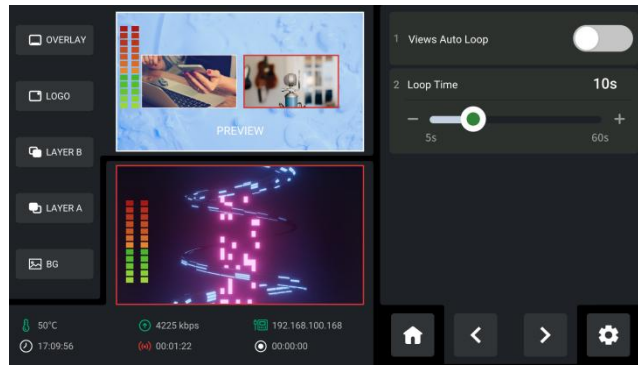 OVERLAY
LOGO
LAYER B
LAYER A
BG
PREVIEW
50°C
4225 kbps
192.168.100.168
17:09:56
00:01:22
00:00:00
1 Views Auto Loop
2 Loop Time 10s
− +
5s 60s